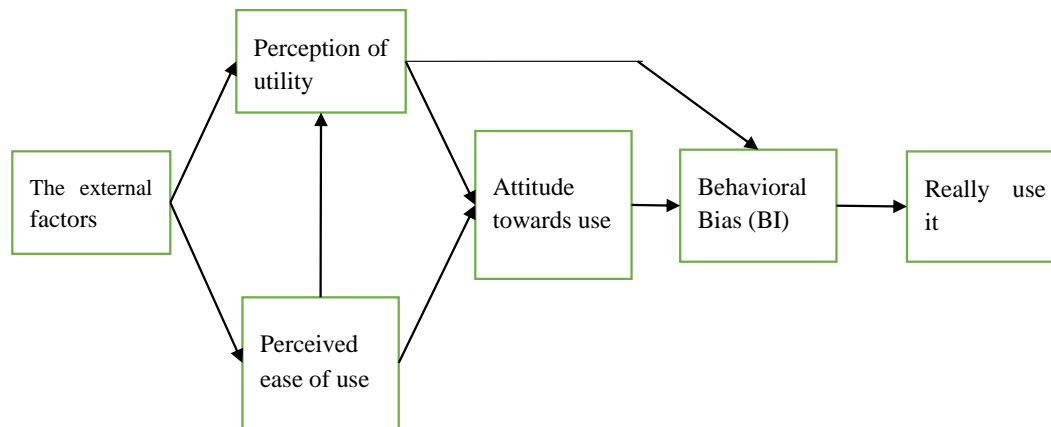 Perception of
utility
The external
factors
Attitude
towards use
Behavioral
Bias (BI)
Really use
it
Perceived
ease of use